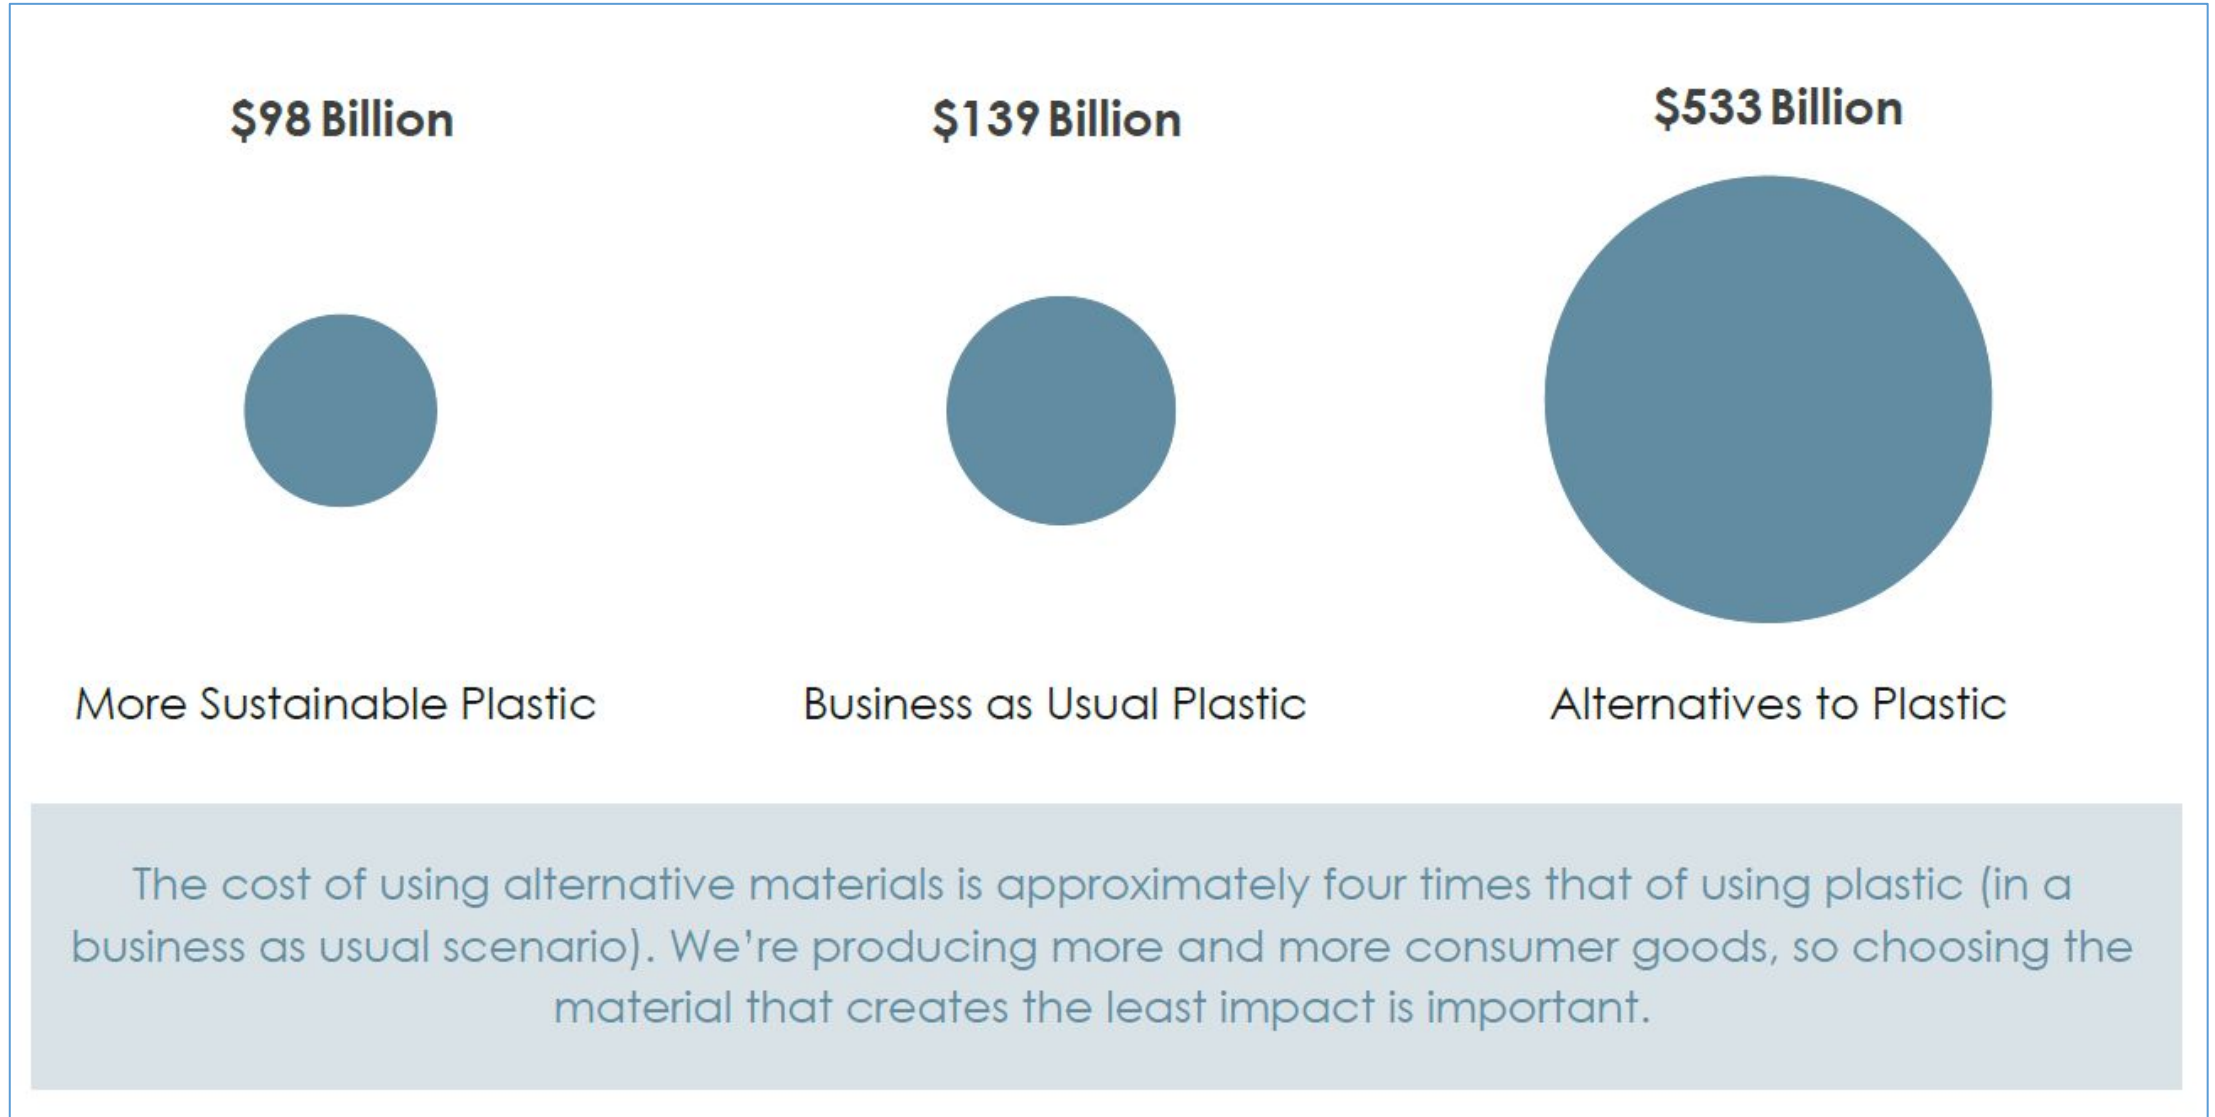 $98 Billion
$139 Billion
$533 Billion
More Sustainable Plastic
Business as Usual Plastic
Alternatives to Plastic
The cost of using alternative materials is approximately four times that of using plastic (in a
business as usual scenario). We're producing more and more consumer goods, so choosing the
material that creates the least impact is important.